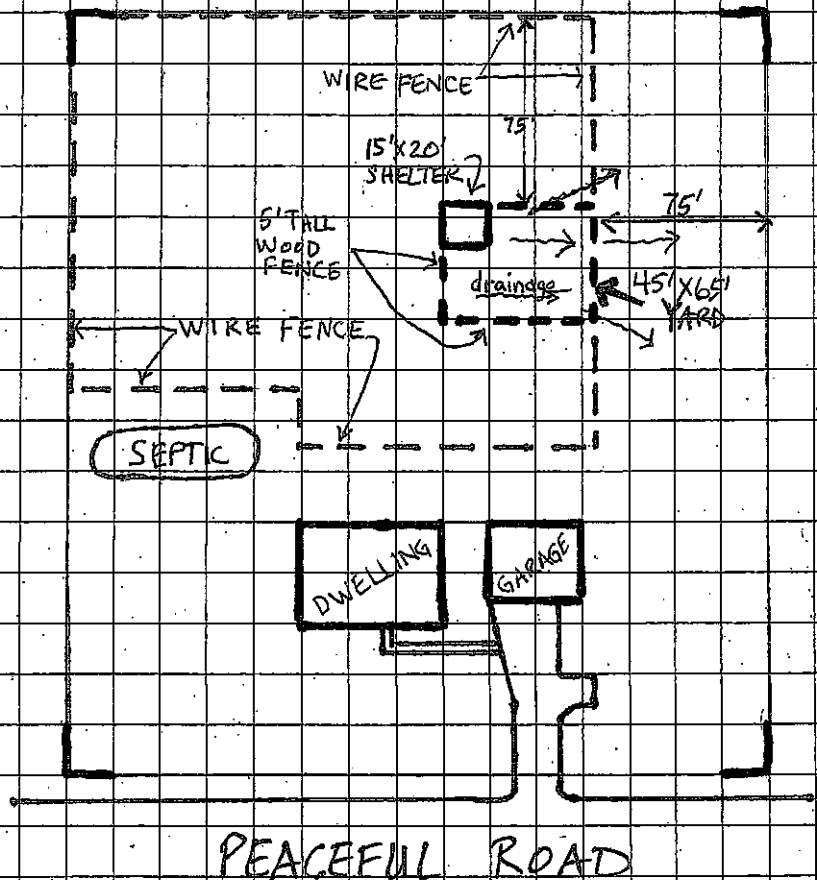 WIRE FENCE
75'
15'X20'
SHELTER
75'
5' TALL
WOOD
FENCE
drainage
45'X65'
YARD
WIRE FENCE
SEPTIC
DWELLING
GARAGE
PEACEFUL ROAD